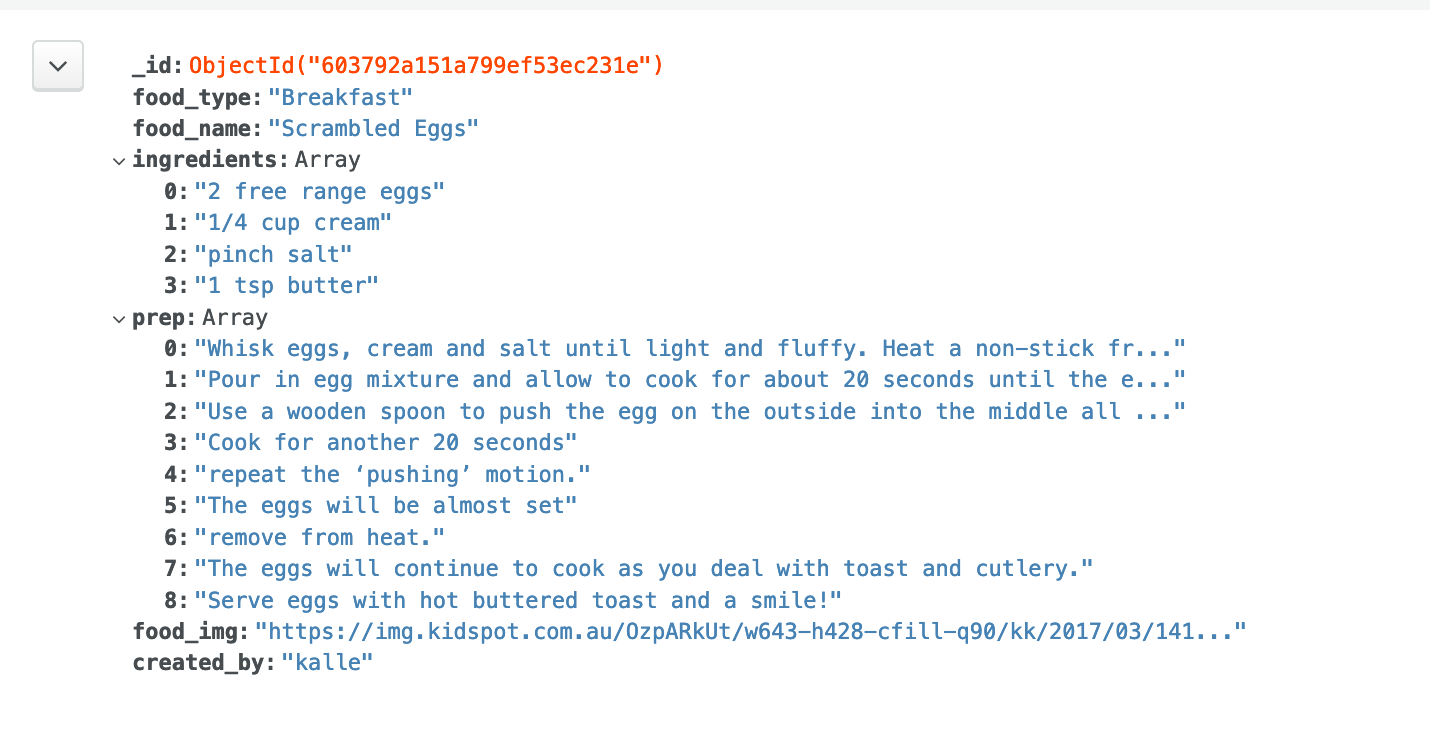 _id: ObjectId("603792a151a799ef53ec231e")
food_type: "Breakfast"
food_name: "Scrambled Eggs"
ingredients: Array
0: "2 free range eggs"
1: "1/4 cup cream"
2: "pinch salt"
3: "1 tsp butter"
prep: Array
0: "Whisk eggs, cream and salt until light and fluffy. Heat a non-stick fr..."
1: "Pour in egg mixture and allow to cook for about 20 seconds until the e..."
2: "Use a wooden spoon to push the egg on the outside into the middle all ..."
3: "Cook for another 20 seconds"
4: "repeat the ‘pushing’ motion."
5: "The eggs will be almost set"
6: "remove from heat."
7: "The eggs will continue to cook as you deal with toast and cutlery."
8: "Serve eggs with hot buttered toast and a smile!"
food_img: "https://img.kidspot.com.au/OzpARkUt/w643-h428-cfill-q90/kk/2017/03/141..."
created_by: "kalle"